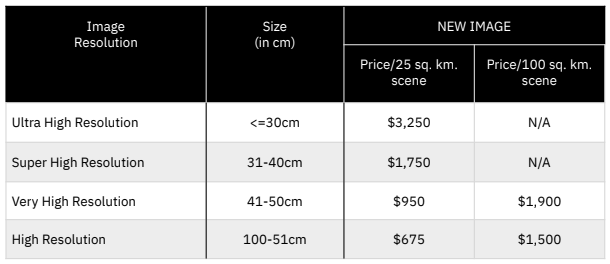 Image
Resolution
Size
(in cm)
NEW IMAGE
Price/25 sq. km.
scene
Price/100 sq. km.
scene
Ultra High Resolution <=30cm $3,250 N/A
Super High Resolution 31-40cm $1,750 N/A
Very High Resolution 41-50cm $950 $1,900
High Resolution 100-51cm $675 $1,500